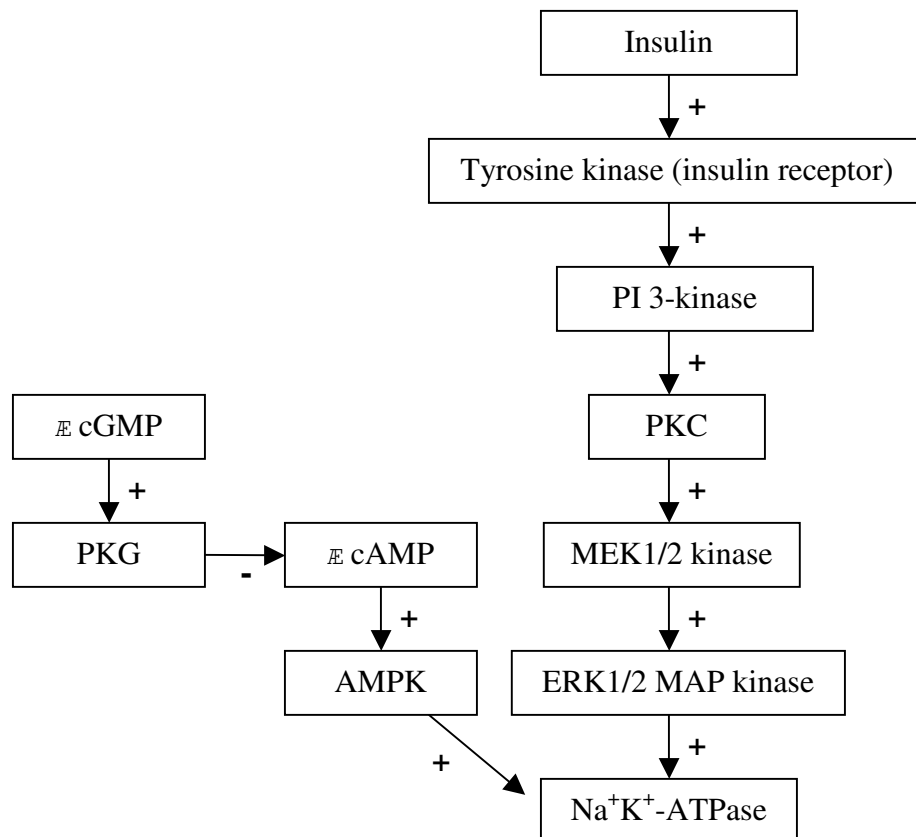 Insulin
+
Tyrosine kinase (insulin receptor)
+
PI 3-kinase
+
Æ cGMP
PKC
+
+
PKG
-
Æ cAMP
MEK1/2 kinase
+
+
AMPK
ERK1/2 MAP kinase
+
+
Na⁺K⁺-ATPase